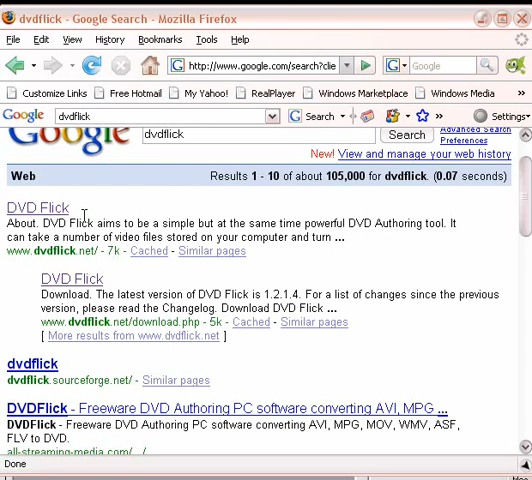 dvdflick - Google Search - Mozilla Firefox
File Edit View History Bookmarks Tools Help
http://www.google.com/search?clie Google
Customize Links Free Hotmail My Yahoo! RealPlayer Windows Marketplace Windows Media
Google dvdflick Search Settings
Google dvdflick Search Advanced Search
Preferences
New! View and manage your web history
Web Results 1 - 10 of about 105,000 for dvdflick. (0.07 seconds)
DVD Flick
About. DVD Flick aims to be a simple but at the same time powerful DVD Authoring tool. It
can take a number of video files stored on your computer and turn ...
www.dvdflick.net/ - 7k - Cached - Similar pages
DVD Flick
Download. The latest version of DVD Flick is 1.2.1.4. For a list of changes since the previous
version, please read the Changelog. Download DVD Flick ...
www.dvdflick.net/download.php - 5k - Cached - Similar pages
[ More results from www.dvdflick.net ]
dvdflick
dvdflick.sourceforge.net/ - Similar pages
DVDFlick - Freeware DVD Authoring PC software converting AVI, MPG ...
DVDFlick - Freeware DVD Authoring PC software converting AVI, MPG, MOV, WMV, ASF,
FLV to DVD.
all-streaming-media.com/.../
Done